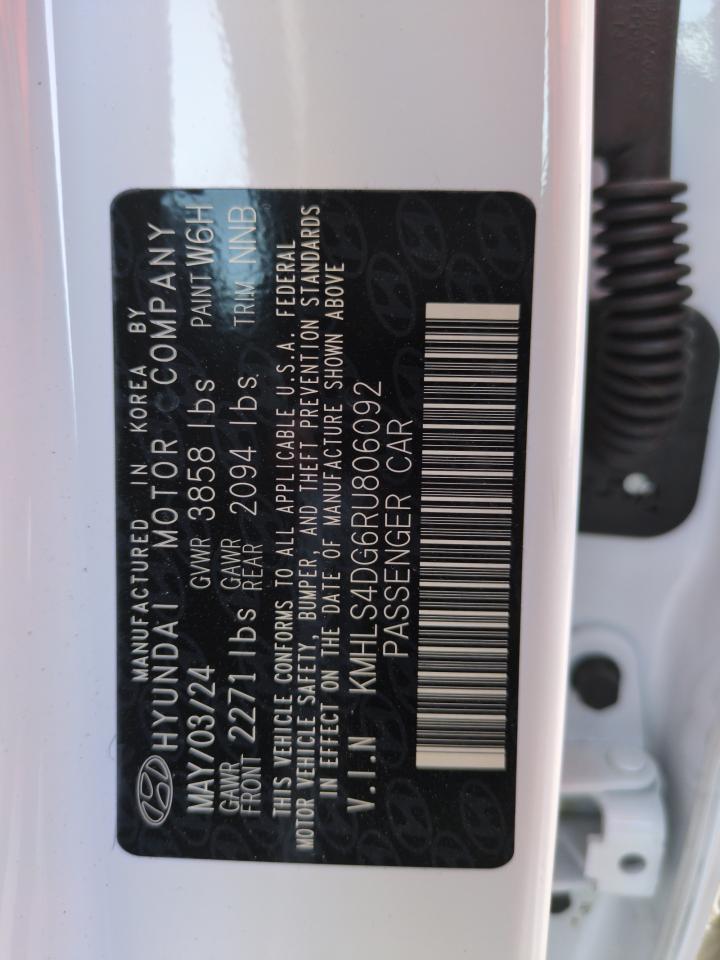 MANUFACTURED IN KOREA BY
HYUNDAI MOTOR COMPANY
MAY/03/24 GVWR 3858 lbs PAINT W6H
GAWR FRONT 2271 lbs GAWR REAR 2094 lbs TRIM NNB
THIS VEHICLE CONFORMS TO ALL APPLICABLE U.S.A. FEDERAL
MOTOR VEHICLE SAFETY, BUMPER, AND THEFT PREVENTION STANDARDS
IN EFFECT ON THE DATE OF MANUFACTURE SHOWN ABOVE
V.I.N KMHLS4DG6RU806092
PASSENGER CAR